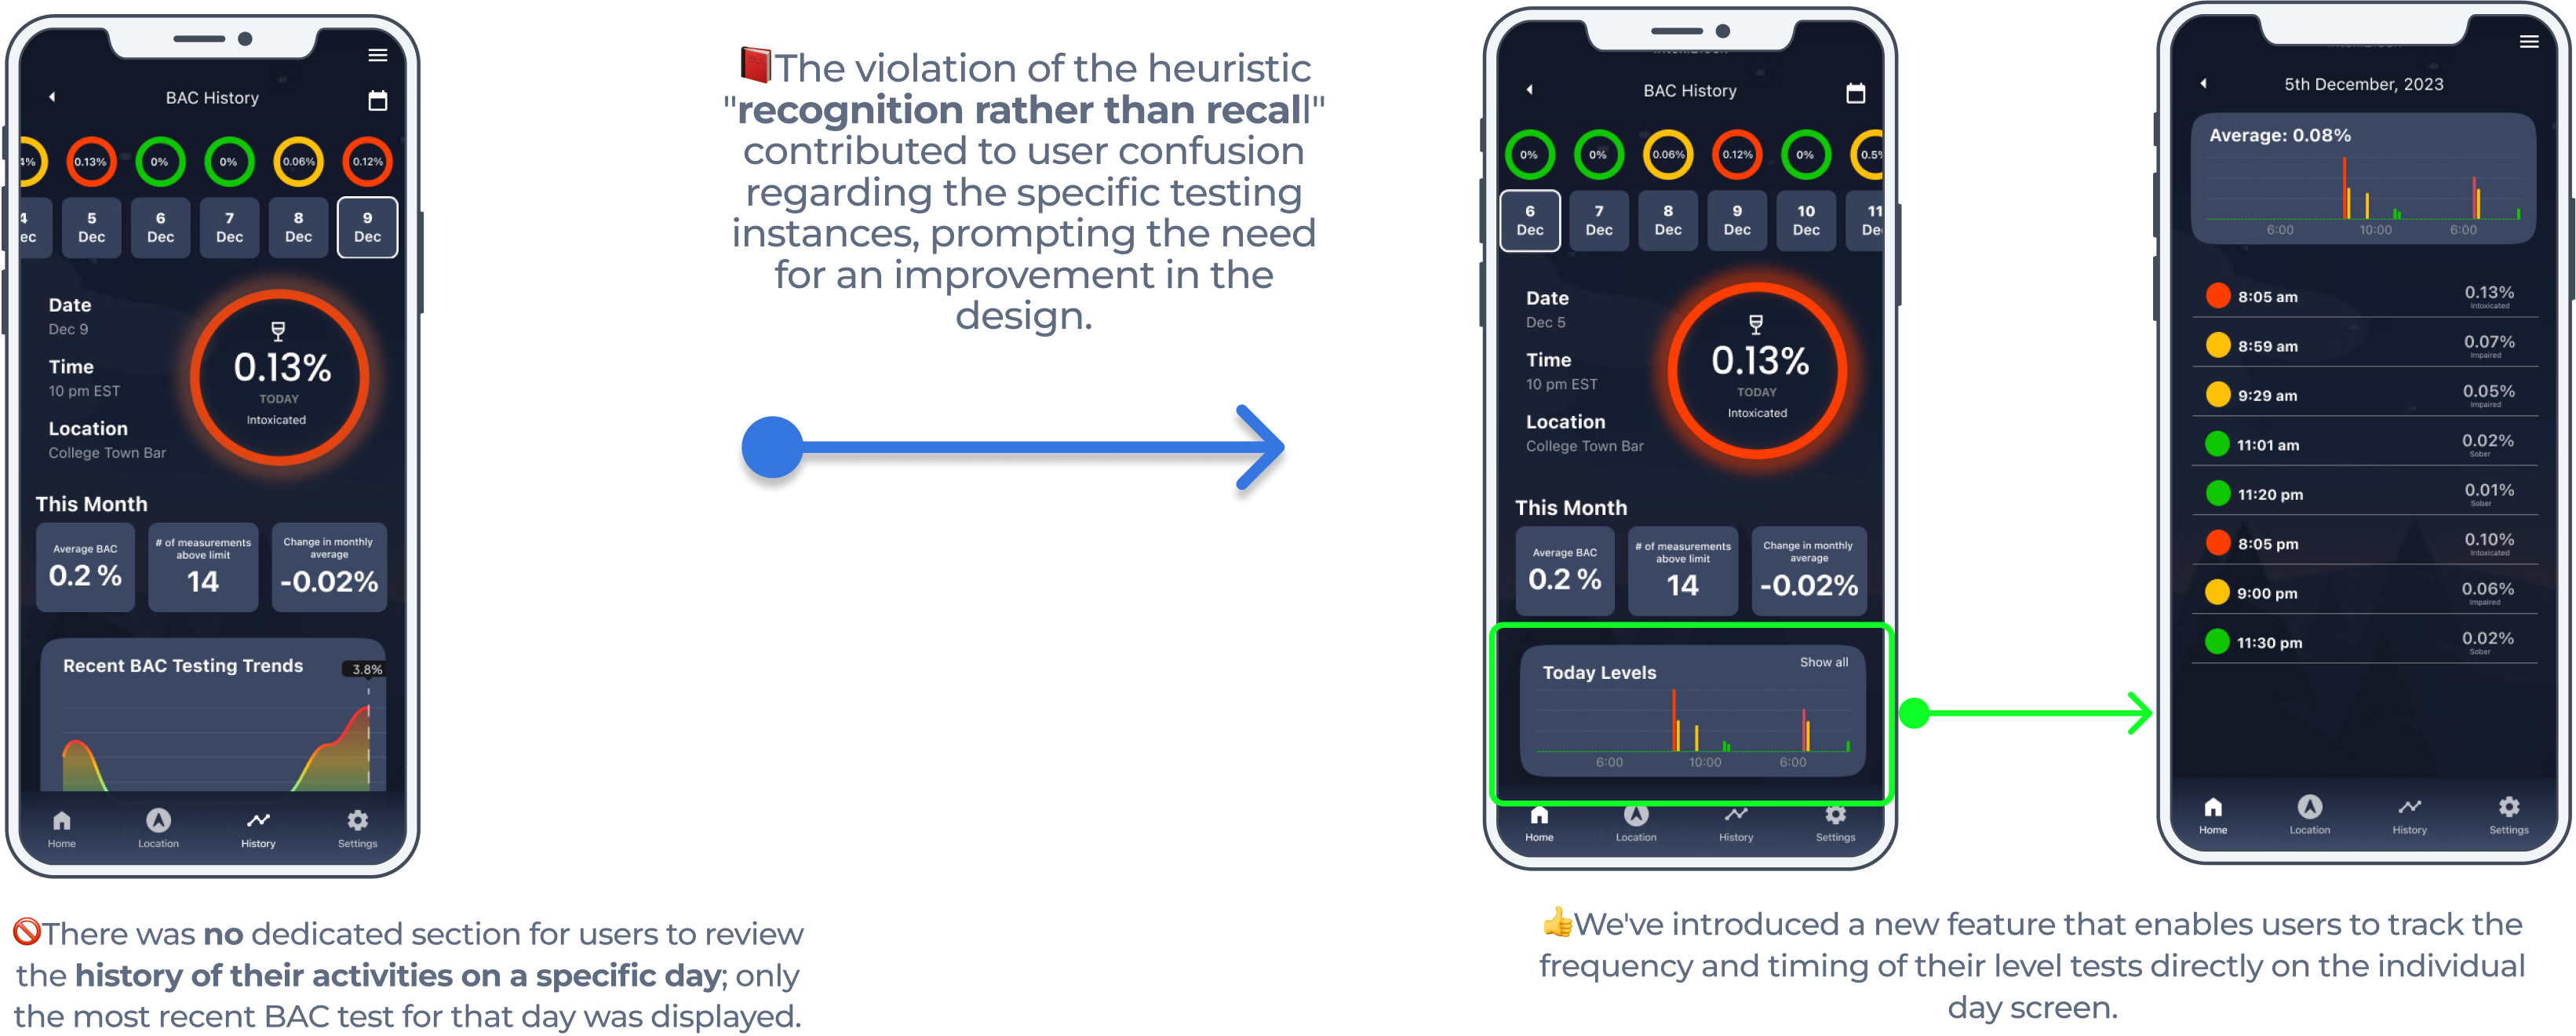 BAC History
4% 0.13% 0% 0% 0.06% 0.12%
4 5 6 7 8 9
ec Dec Dec Dec Dec Dec
Date
Dec 9
Time
10 pm EST
Location
College Town Bar
0.13%
TODAY
Intoxicated
This Month
Average BAC
0.2 %
# of measurements
above limit
14
Change in monthly
average
-0.02%
Recent BAC Testing Trends
3.8%
Home Location History Settings
🚫There was no dedicated section for users to review
the history of their activities on a specific day; only
the most recent BAC test for that day was displayed.
📕The violation of the heuristic
"recognition rather than recall"
contributed to user confusion
regarding the specific testing
instances, prompting the need
for an improvement in the
design.
BAC History
0% 0% 0.06% 0.12% 0% 0.5%
6 7 8 9 10 11
Dec Dec Dec Dec Dec De
Date
Dec 5
Time
10 pm EST
Location
College Town Bar
0.13%
TODAY
Intoxicated
This Month
Average BAC
0.2 %
# of measurements
above limit
14
Change in monthly
average
-0.02%
Today Levels
Show all
6:00 10:00 6:00
Home Location History Settings
5th December, 2023
Average: 0.08%
6:00 10:00 6:00
8:05 am 0.13%
Intoxicated
8:59 am 0.07%
Impaired
9:29 am 0.05%
Impaired
11:01 am 0.02%
Sober
11:20 pm 0.01%
Sober
8:05 pm 0.10%
Intoxicated
9:00 pm 0.06%
Impaired
11:30 pm 0.02%
Sober
Home Location History Settings
👍We've introduced a new feature that enables users to track the
frequency and timing of their level tests directly on the individual
day screen.